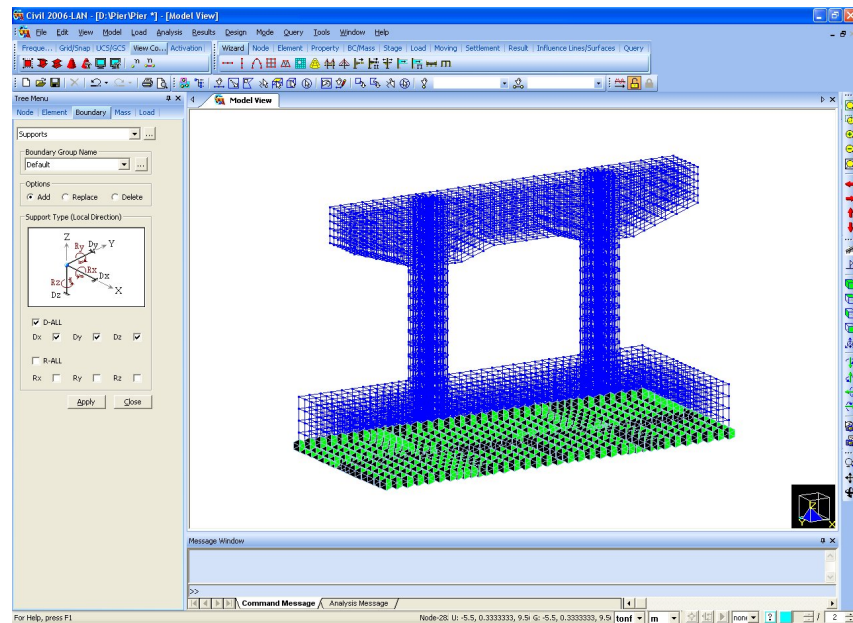 Civil 2006-LAN - [D:\Pier\Pier *] - [Model View]
File Edit View Model Load Analysis Results Design Mode Query Tools Window Help
Freque... Grid/Snap UCS/GCS View Co... Activation Wizard Node Element Property BC/Mass Stage Load Moving Settlement Result Influence Lines/Surfaces Query
Tree Menu
Node Element Boundary Mass Load
Model View
Supports
...
Boundary Group Name
Default
...
Options
Add Replace Delete
Support Type (Local Direction)
Z
Ry Dy Y
Rx
Rz Dx
Dz X
D-ALL
Dx Dy Dz
R-ALL
Rx Ry Rz
Apply Close
Z
Y X
Message Window
>>
Command Message Analysis Message
For Help, press F1
Node-28 U: -5.5, 0.3333333, 9.5 G: -5.5, 0.3333333, 9.5 tonf m non / 2